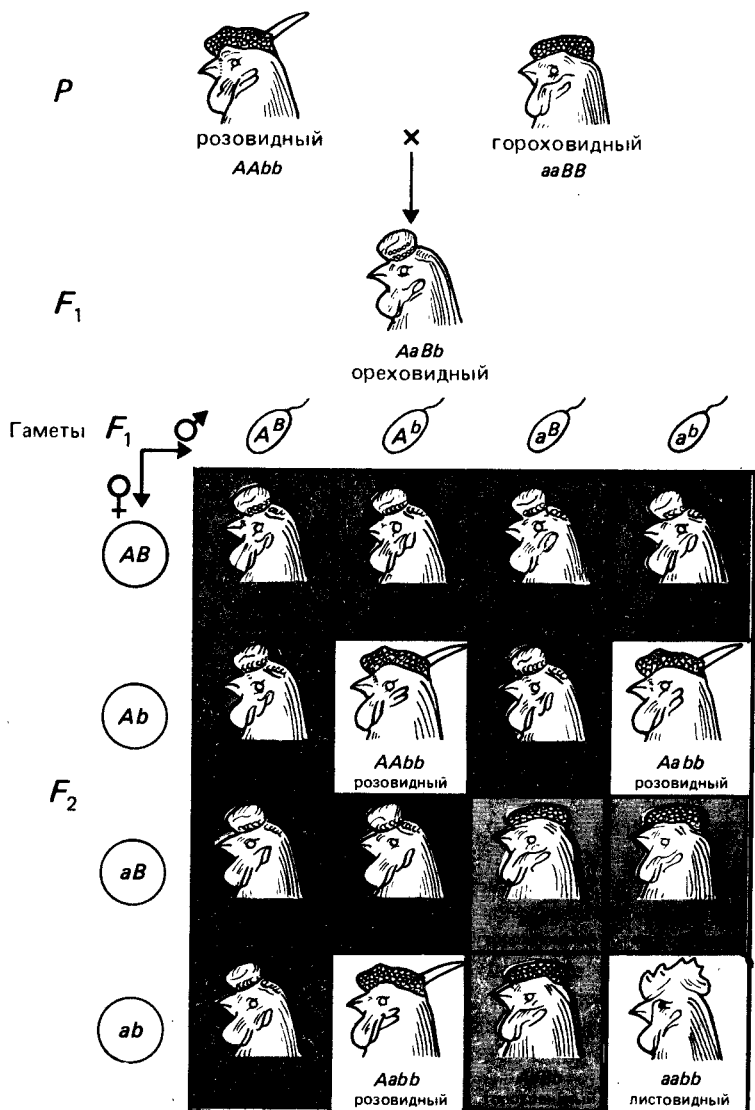 P
розовидный
AAbb
×
гороховидный
aaBB
F₁
AaBb
ореховидный
Гаметы F₁ ♂
AB
Ab
aB
ab
♀
AB
Ab
AAbb
розовидный
Aabb
розовидный
F₂
aB
ab
Aabb
розовидный
aabb
листовидный